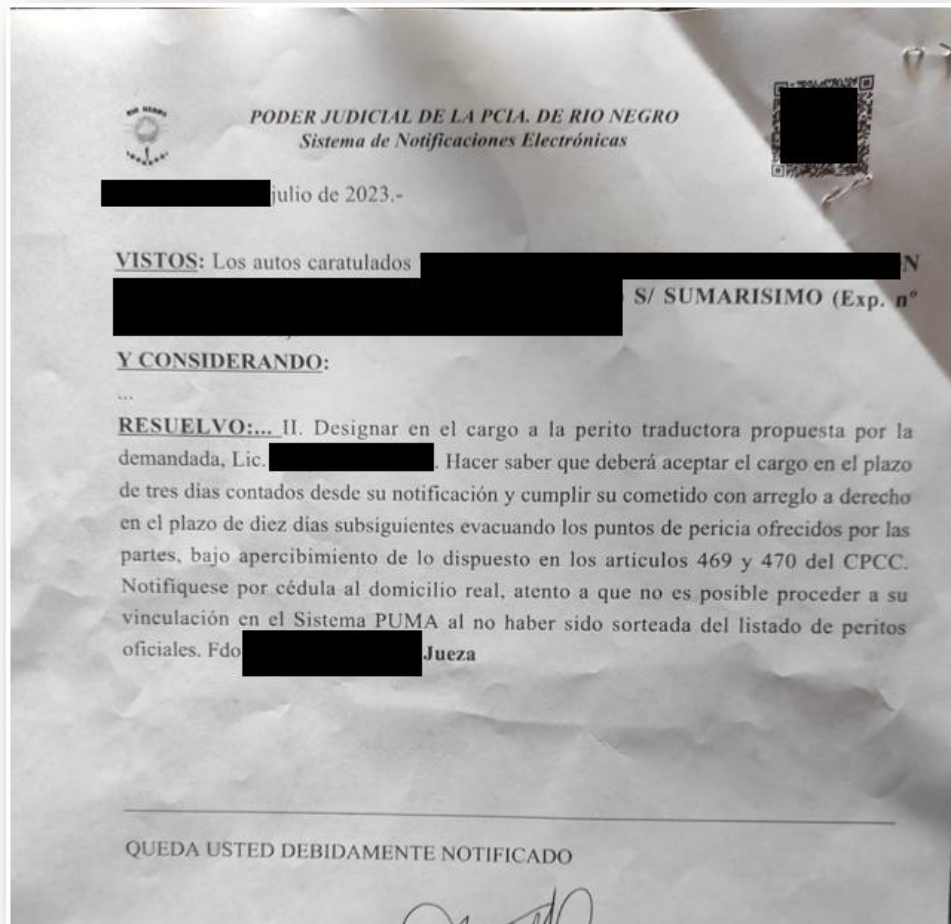 RIO NEGRO
PODER JUDICIAL DE LA PCIA. DE RIO NEGRO
Sistema de Notificaciones Electrónicas
julio de 2023.-
VISTOS: Los autos caratulados N
S/ SUMARISIMO (Exp. nº
Y CONSIDERANDO:
...
RESUELVO:... II. Designar en el cargo a la perito traductora propuesta por la
demandada, Lic. . Hacer saber que deberá aceptar el cargo en el plazo
de tres días contados desde su notificación y cumplir su cometido con arreglo a derecho
en el plazo de diez días subsiguientes evacuando los puntos de pericia ofrecidos por las
partes, bajo apercibimiento de lo dispuesto en los artículos 469 y 470 del CPCC.
Notifíquese por cédula al domicilio real, atento a que no es posible proceder a su
vinculación en el Sistema PUMA al no haber sido sorteada del listado de peritos
oficiales. Fdo Jueza
QUEDA USTED DEBIDAMENTE NOTIFICADO